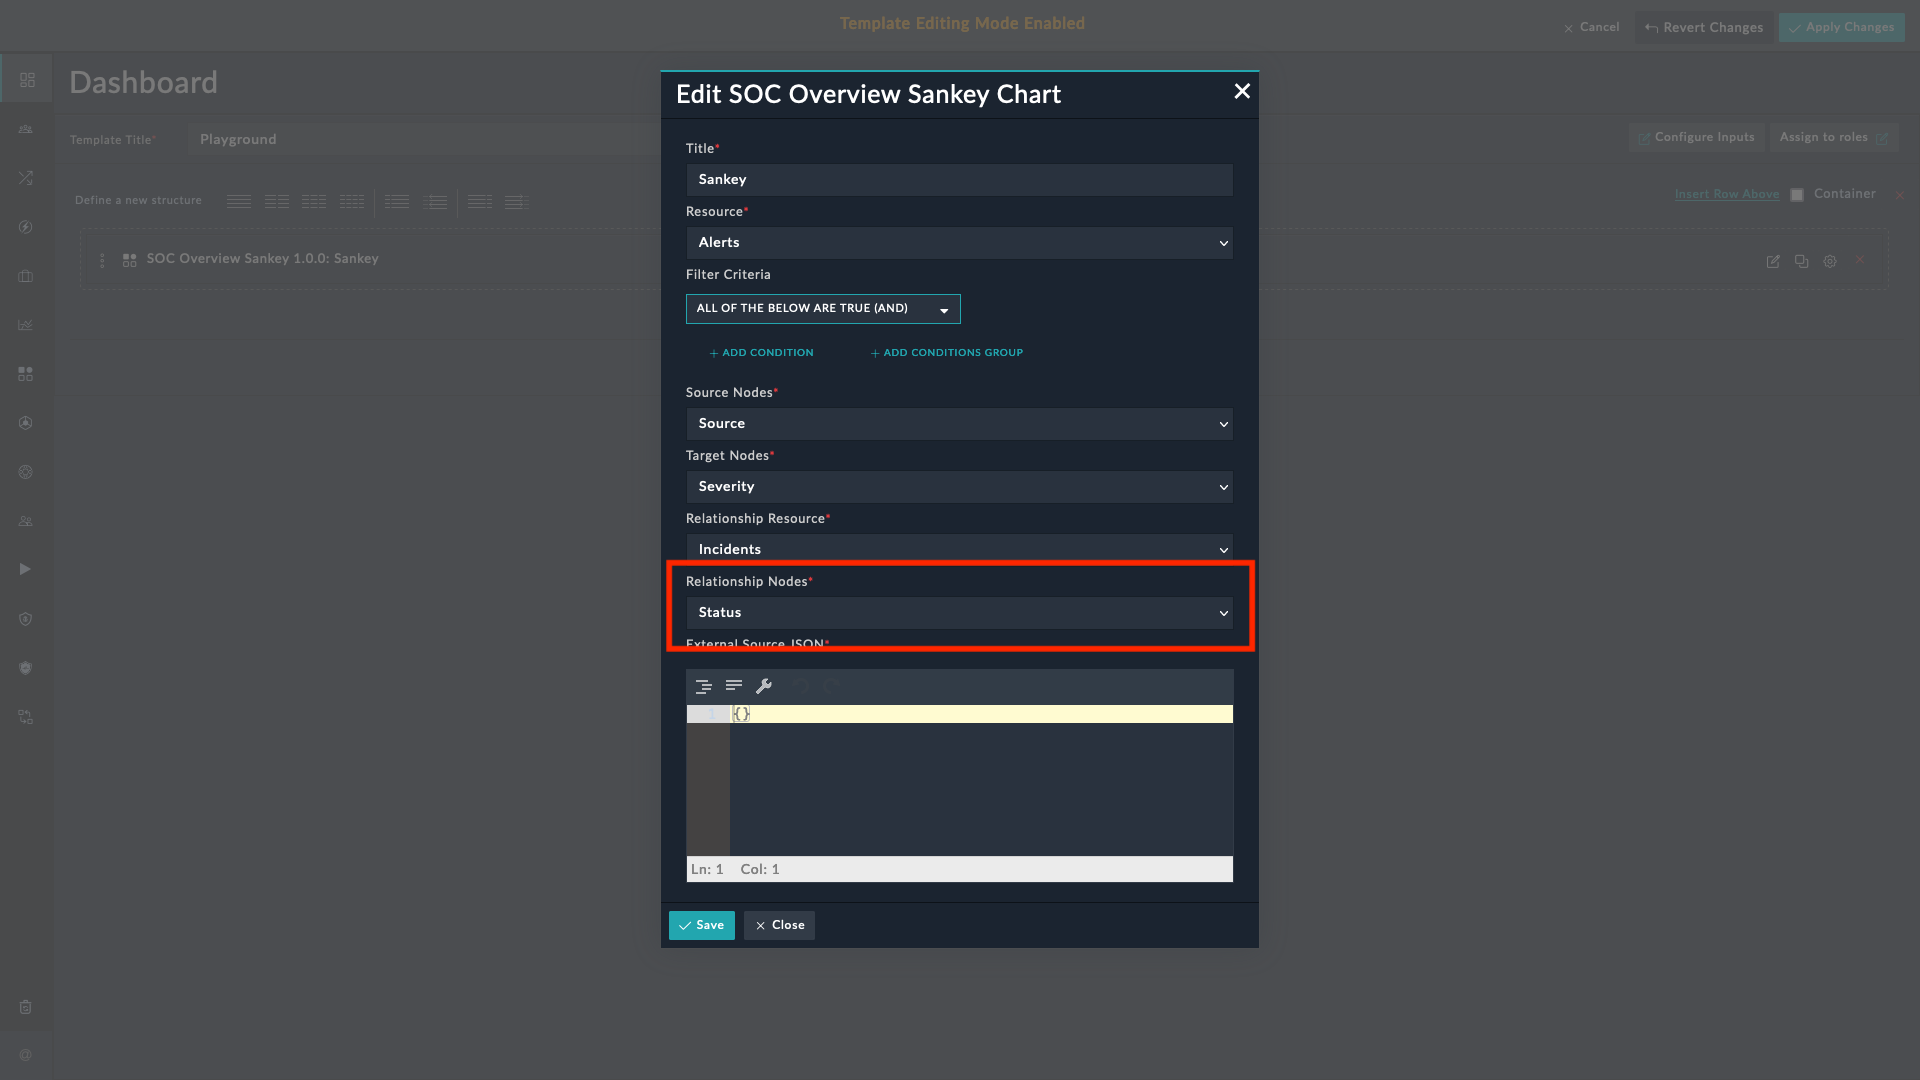 Template Editing Mode Enabled
Cancel
Revert Changes
Apply Changes
Dashboard
Template Title*
Playground
Configure Inputs
Assign to roles
Define a new structure
Insert Row Above
Container
SOC Overview Sankey 1.0.0: Sankey
Edit SOC Overview Sankey Chart
Title*
Sankey
Resource*
Alerts
Filter Criteria
ALL OF THE BELOW ARE TRUE (AND)
+ ADD CONDITION
+ ADD CONDITIONS GROUP
Source Nodes*
Source
Target Nodes*
Severity
Relationship Resource*
Incidents
Relationship Nodes*
Status
External Source JSON*
1 {}
Ln: 1 Col: 1
Save
Close